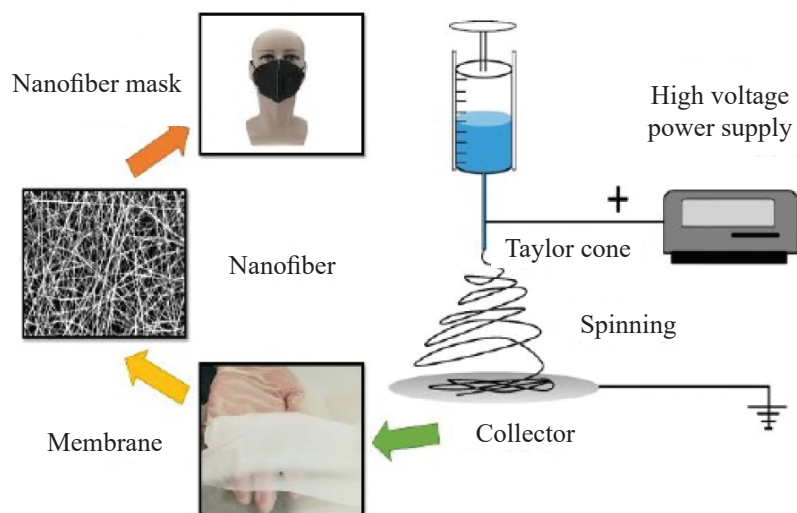 Nanofiber mask
High voltage
power supply
+
Taylor cone
Nanofiber
Spinning
Membrane
Collector